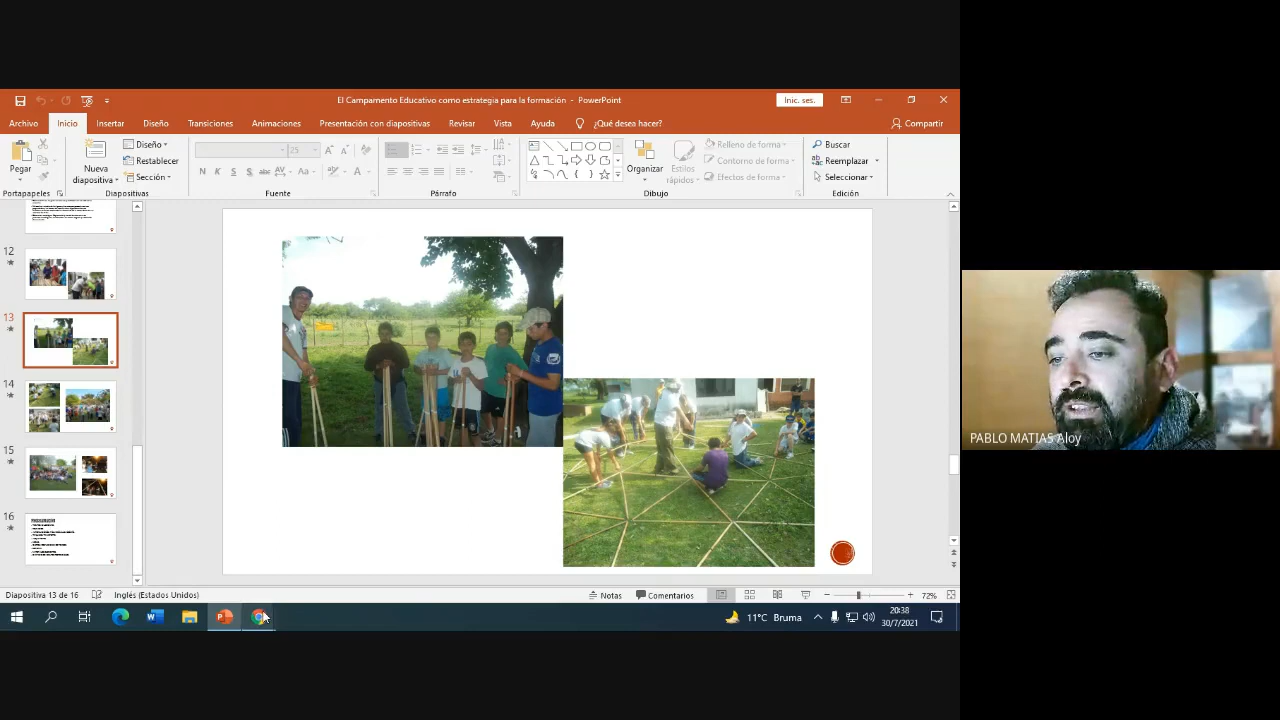 El Campamento Educativo como estrategia para la formación - PowerPoint
Inic. ses.
Archivo Inicio Insertar Diseño Transiciones Animaciones Presentación con diapositivas Revisar Vista Ayuda ¿Qué desea hacer? Compartir
Pegar
Nueva diapositiva
Diseño
Restablecer
Sección
25
N K S abc AV Aa A
Organizar
Estilos rápidos
Relleno de forma
Contorno de forma
Efectos de forma
Buscar
Reemplazar
Seleccionar
Portapapeles Diapositivas Fuente Párrafo Dibujo Edición
12
13
14
15
16
PABLO MATIAS Aloy
Diapositiva 13 de 16 Inglés (Estados Unidos) Notas Comentarios 72%
11°C Bruma
20:38
30/7/2021